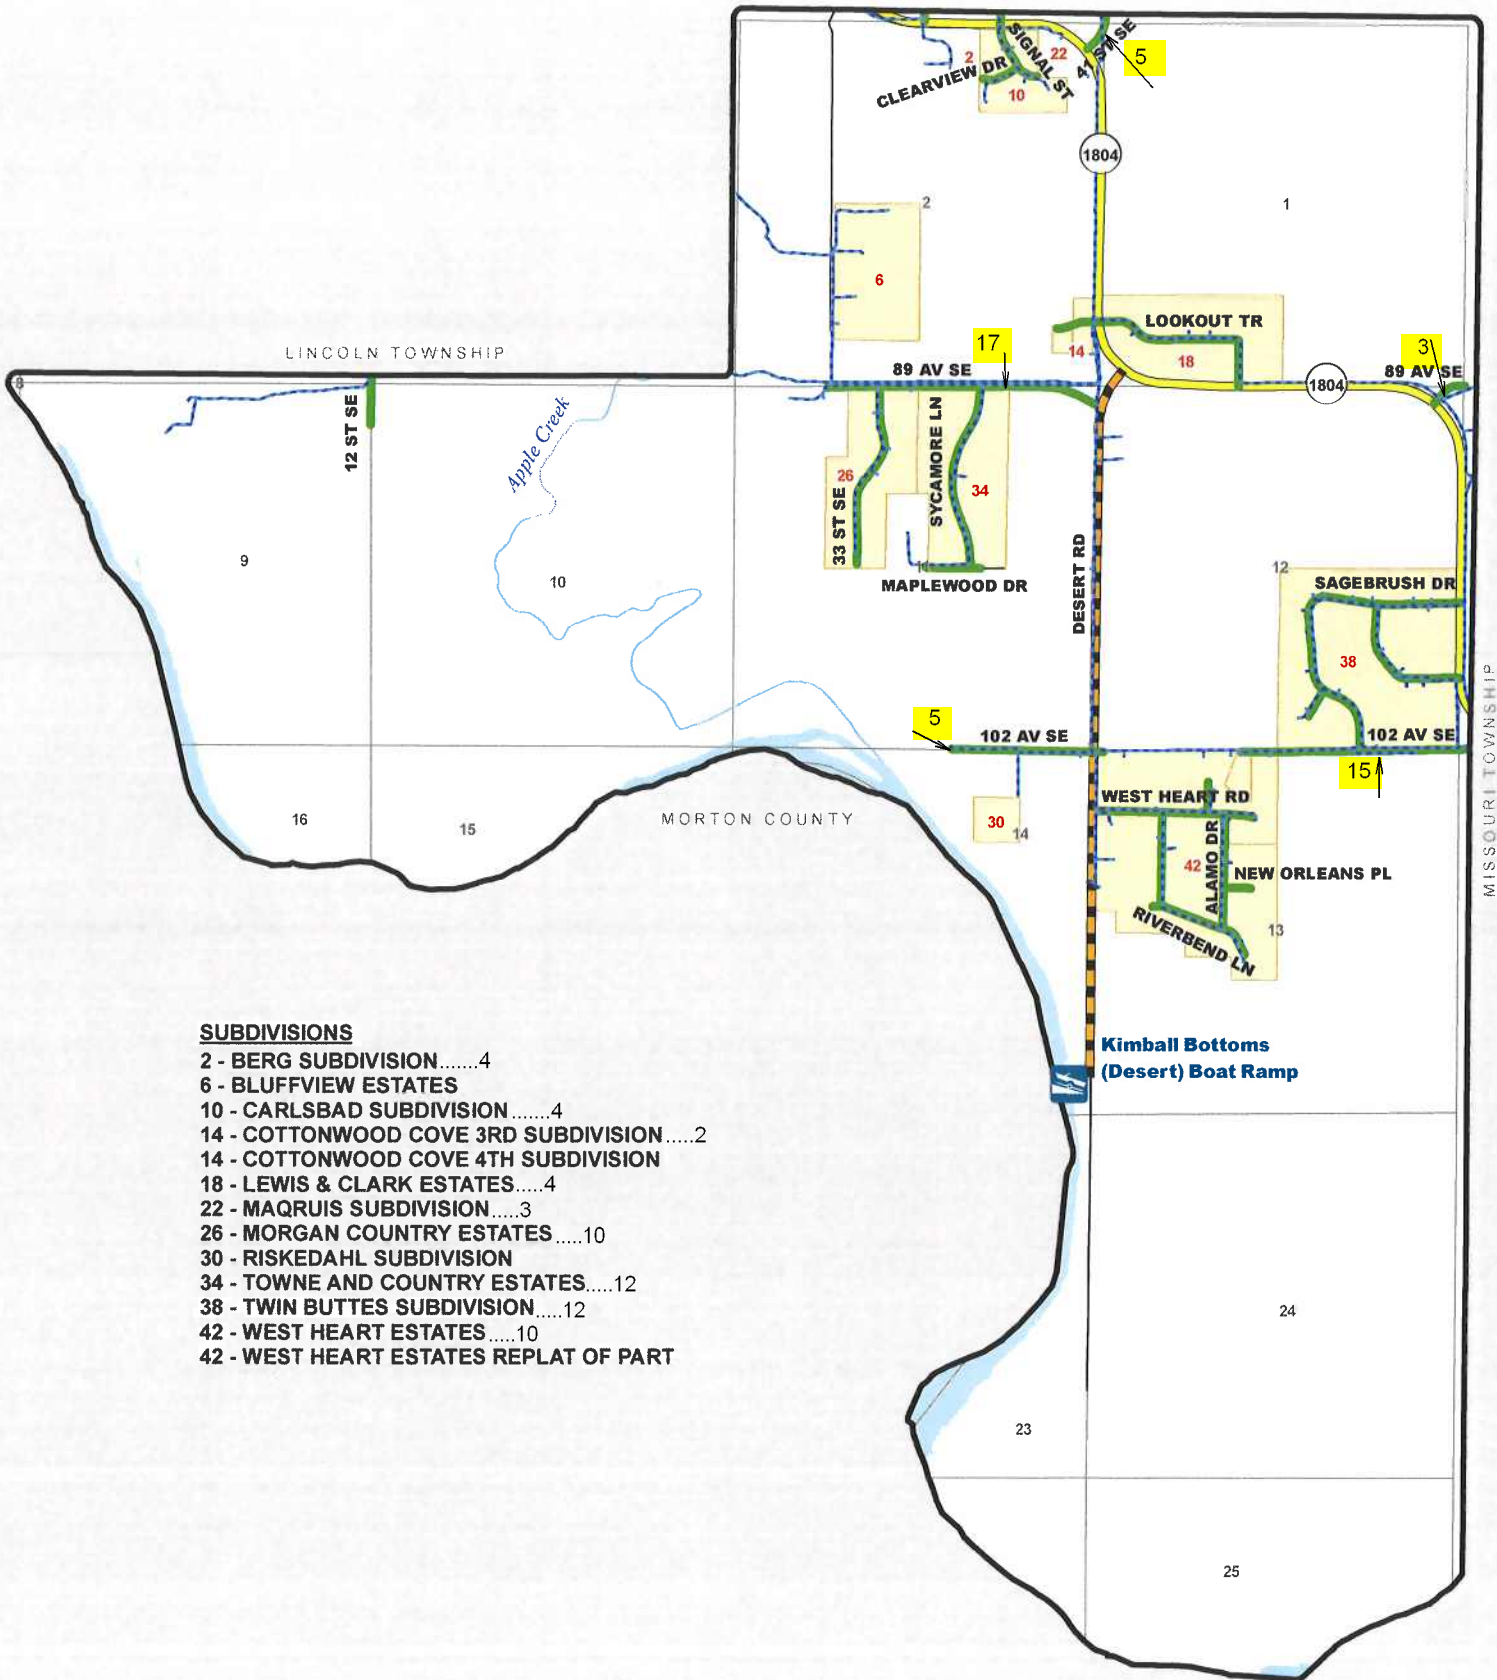 5
SIGNAL ST
41 ST SE
2
22
CLEARVIEW DR
10
1804
2
1
6
LOOKOUT TR
17
14
18
3
LINCOLN TOWNSHIP
89 AV SE
89 AV SE
1804
8
12 ST SE
Apple Creek
SYCAMORE LN
26
34
33 ST SE
DESERT RD
9
10
MAPLEWOOD DR
12
SAGEBRUSH DR
38
MISSOURI TOWNSHIP
5
102 AV SE
102 AV SE
15
WEST HEART RD
16
15
MORTON COUNTY
30
14
ALAMO DR
42
NEW ORLEANS PL
RIVERBEND LN
13
Kimball Bottoms
(Desert) Boat Ramp
SUBDIVISIONS
2 - BERG SUBDIVISION.......4
6 - BLUFFVIEW ESTATES
10 - CARLSBAD SUBDIVISION.......4
14 - COTTONWOOD COVE 3RD SUBDIVISION.....2
14 - COTTONWOOD COVE 4TH SUBDIVISION
18 - LEWIS & CLARK ESTATES.....4
22 - MAQRUIS SUBDIVISION.....3
26 - MORGAN COUNTRY ESTATES.....10
30 - RISKEDAHL SUBDIVISION
34 - TOWNE AND COUNTRY ESTATES.....12
38 - TWIN BUTTES SUBDIVISION.....12
42 - WEST HEART ESTATES.....10
42 - WEST HEART ESTATES REPLAT OF PART
24
23
25